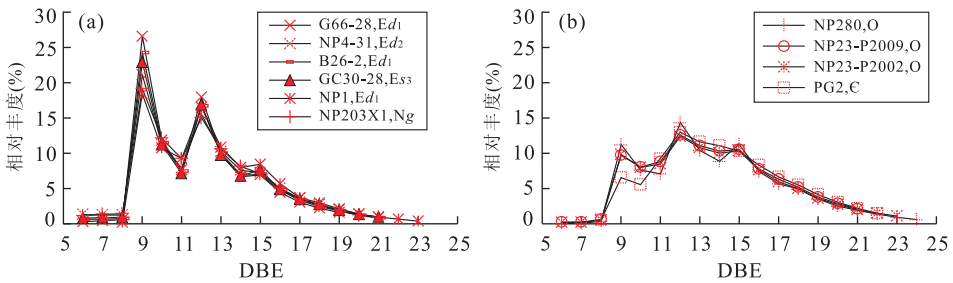 (a)
G66-28,Ed1
NP4-31,Ed2
B26-2,Ed1
GC30-28,Es3
NP1,Ed1
NP203X1,Ng
相对丰度(%)
30
25
20
15
10
5
0
5 7 9 11 13 15 17 19 21 23 25
DBE
(b)
NP280,O
NP23-P2009,O
NP23-P2002,O
PG2,Є
相对丰度(%)
30
25
20
15
10
5
0
5 7 9 11 13 15 17 19 21 23 25
DBE